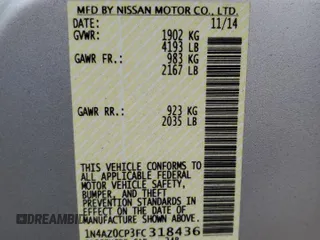 MFD BY NISSAN MOTOR CO., LTD.
DATE: 11/14
GVWR: 1902 KG
4193 LB
GAWR FR.: 983 KG
2167 LB
GAWR RR.: 923 KG
2035 LB
THIS VEHICLE CONFORMS TO
ALL APPLICABLE FEDERAL
MOTOR VEHICLE SAFETY,
BUMPER, AND THEFT
PREVENTION STANDARDS
IN EFFECT ON THE DATE OF
MANUFACTURE SHOWN ABOVE.
1N4AZ0CP3FC318436
DREAMBID